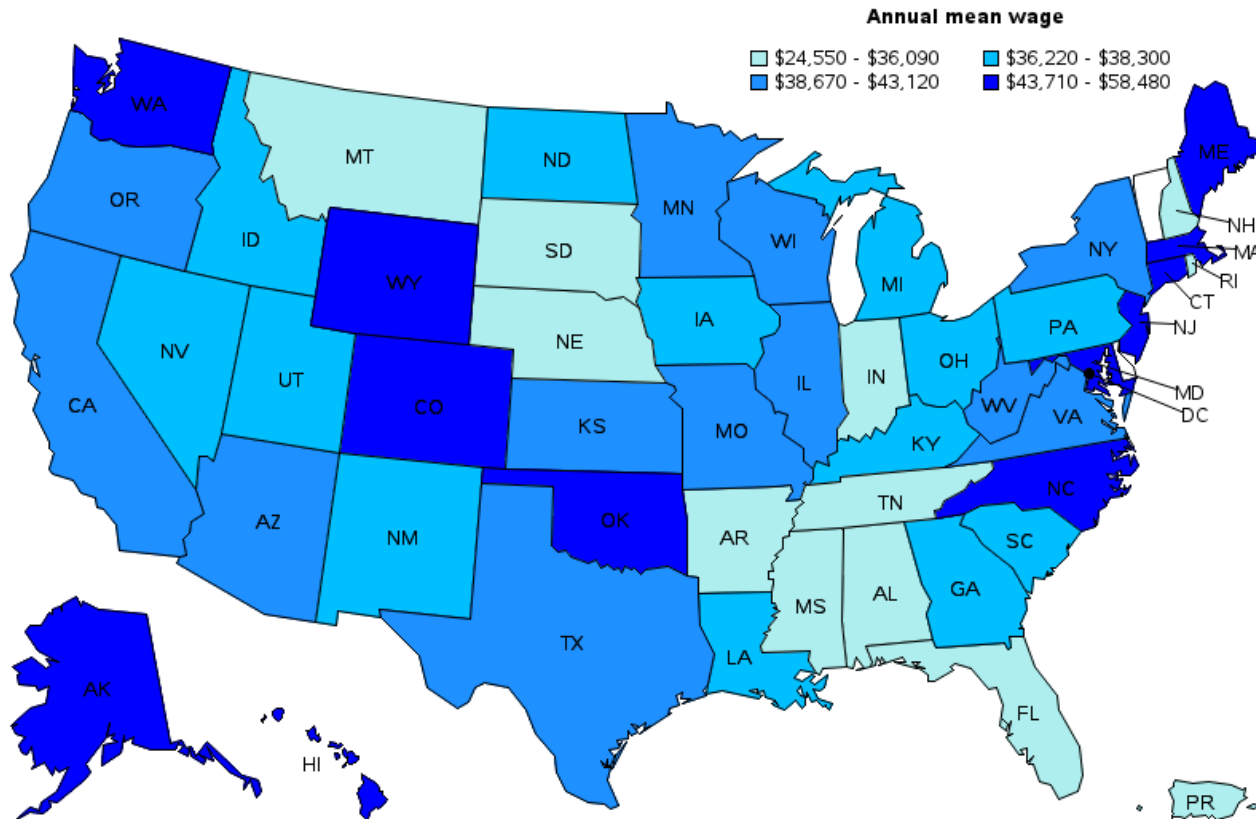 Annual mean wage
$24,550 - $36,090 $36,220 - $38,300
$38,670 - $43,120 $43,710 - $58,480
WA
ME
MT
ND
MN
OR
NH
WI
NY
ID
SD
MA
WY
MI
RI
CT
IA
NJ
PA
NE
NV
OH
UT
IN
IL
CO
MD
CA
WV
DC
VA
KS
MO
KY
NC
TN
AZ
OK
NM
AR
SC
GA
MS
AL
TX
LA
AK
FL
HI
PR